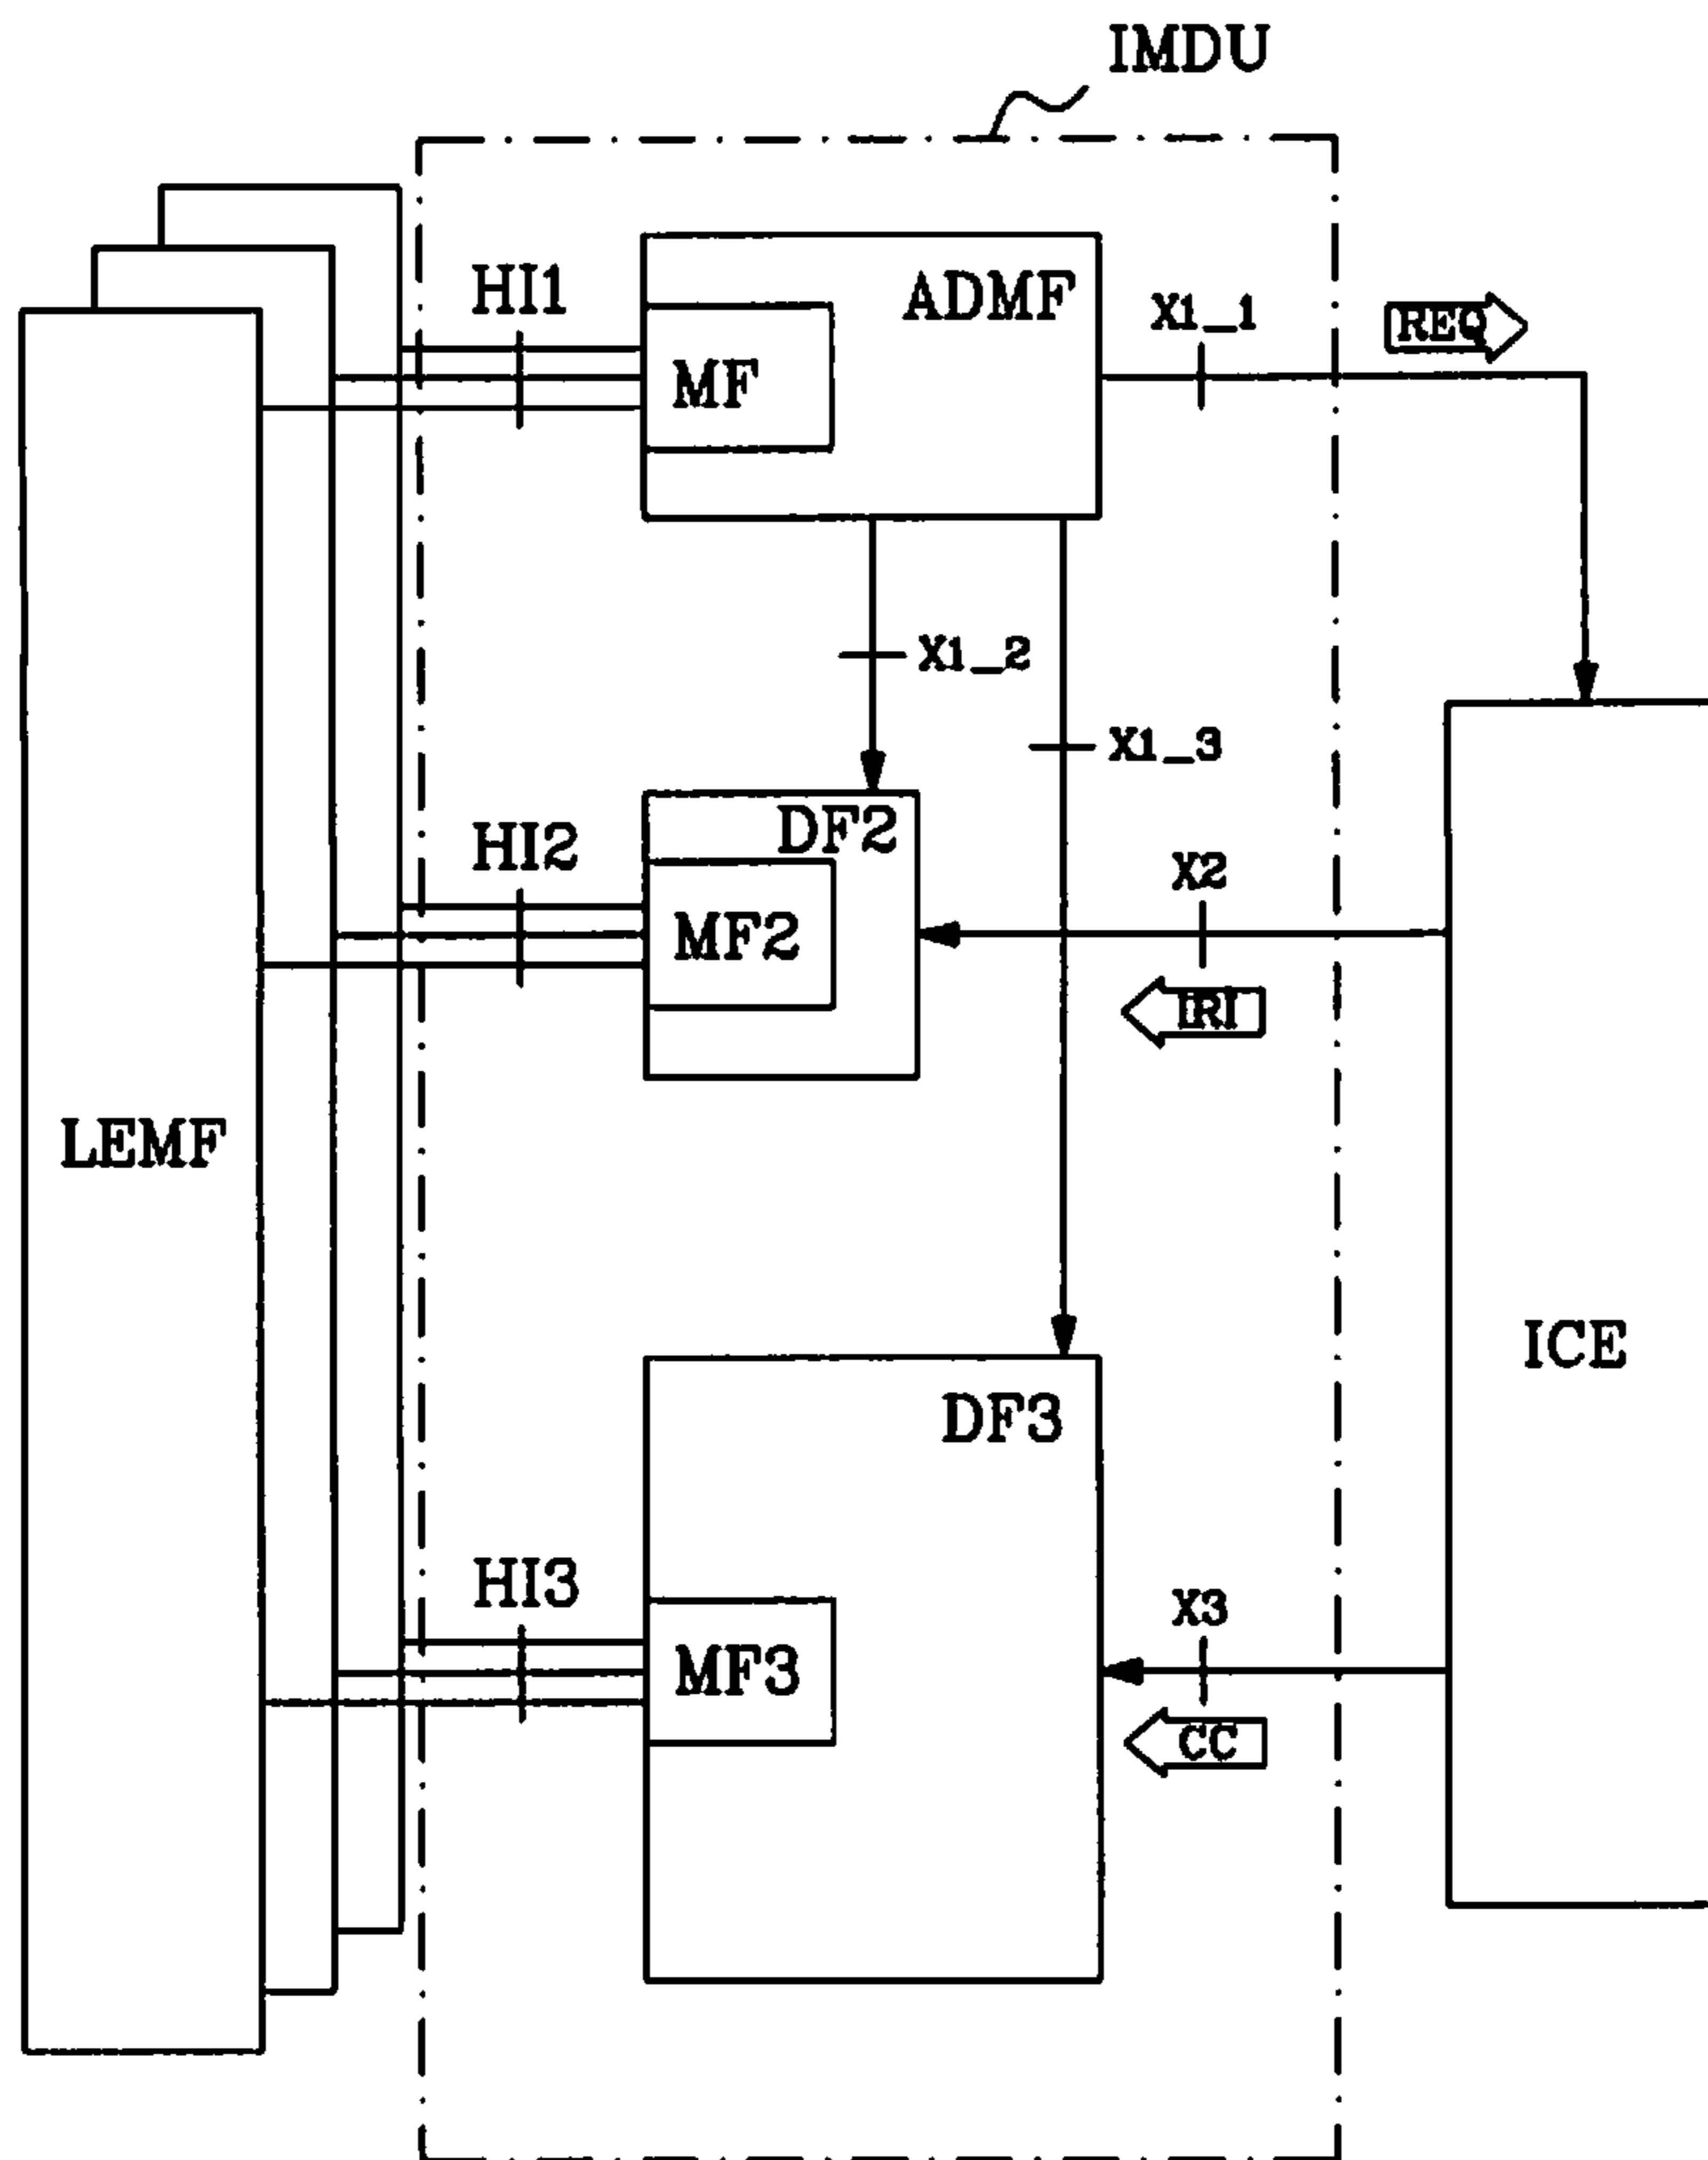 IMDU
HI1
ADMF
X1_1
REQ
MF
X1_2
X1_3
HI2
DF2
X2
MF2
IRI
LEMF
ICE
DF3
HI3
X3
MF3
CC